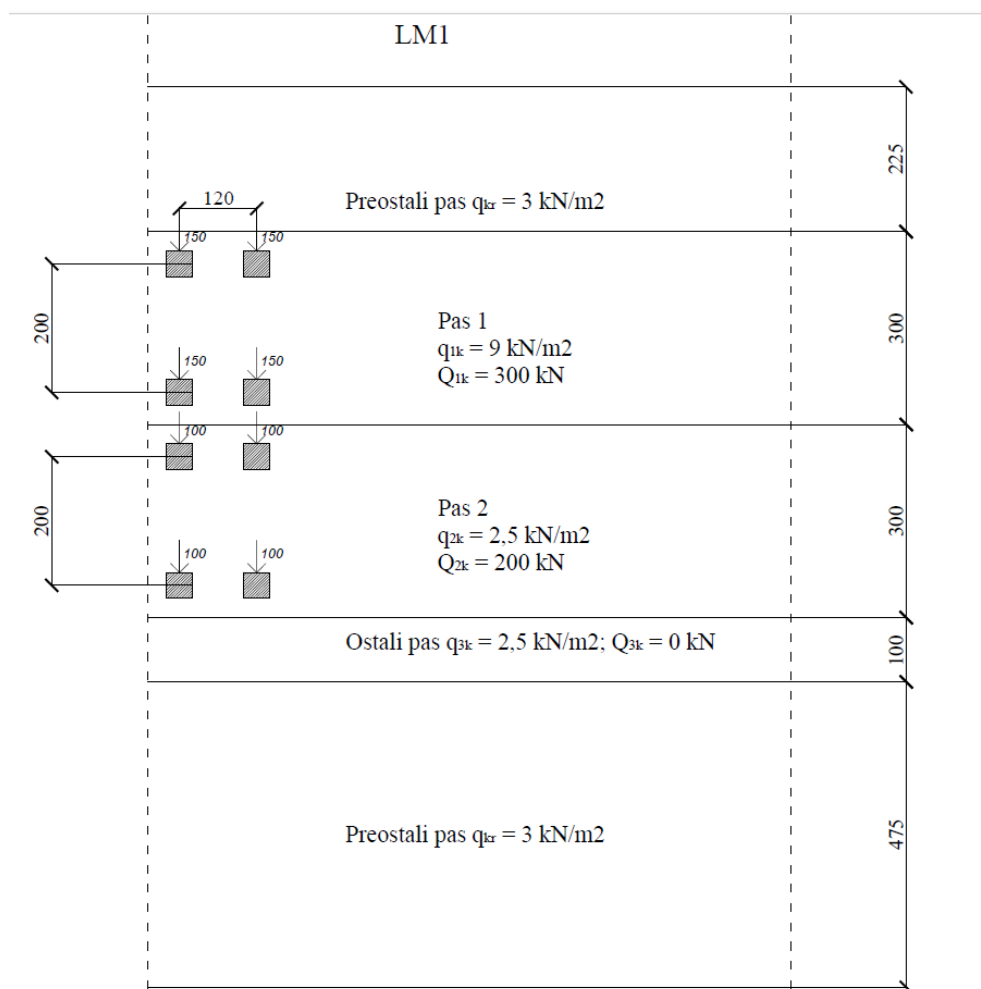 LM1
225
Preostali pas qkr = 3 kN/m2
120
150
150
200
Pas 1
q1k = 9 kN/m2
Q1k = 300 kN
300
150
150
100
100
200
Pas 2
q2k = 2,5 kN/m2
Q2k = 200 kN
300
100
100
Ostali pas q3k = 2,5 kN/m2; Q3k = 0 kN
100
Preostali pas qkr = 3 kN/m2
475